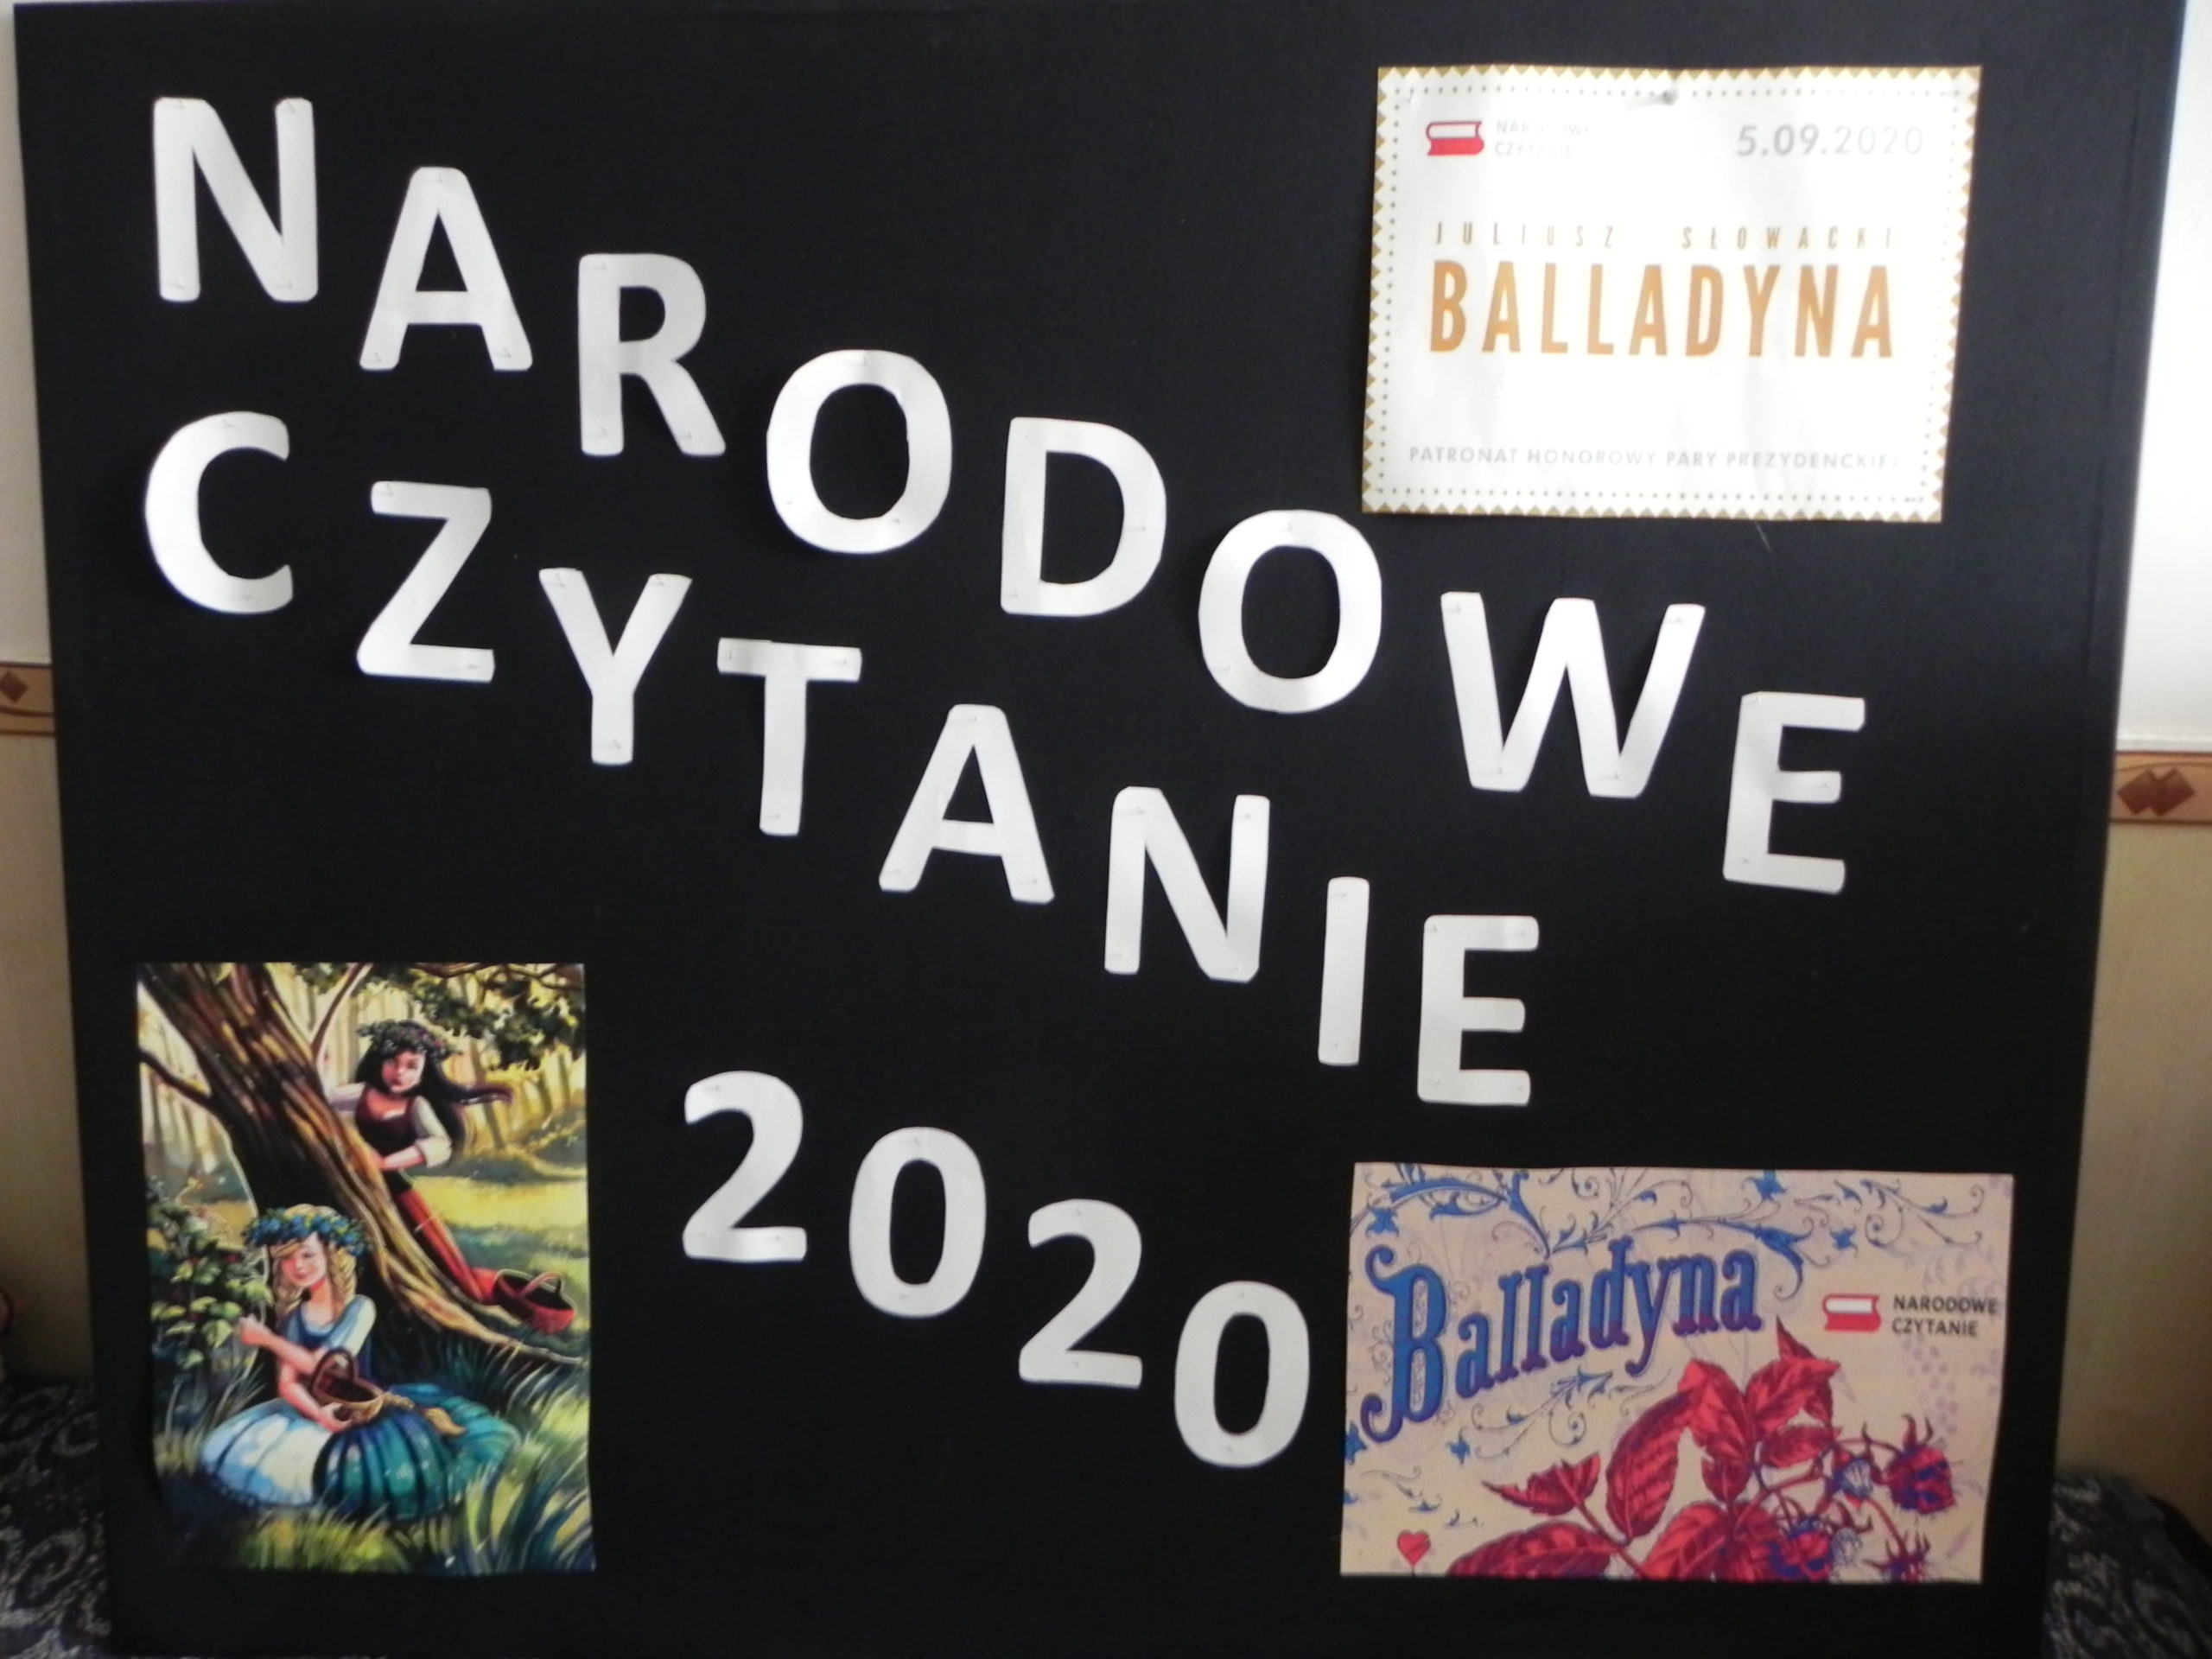 NARODOWE
CZYTANIE
2020
NARODOWE
CZYTANIE
5.09.2020
JULIUSZ SŁOWACKI
BALLADYNA
PATRONAT HONOROWY PARY PREZYDENCKIEJ
Balladyna
NARODOWE
CZYTANIE